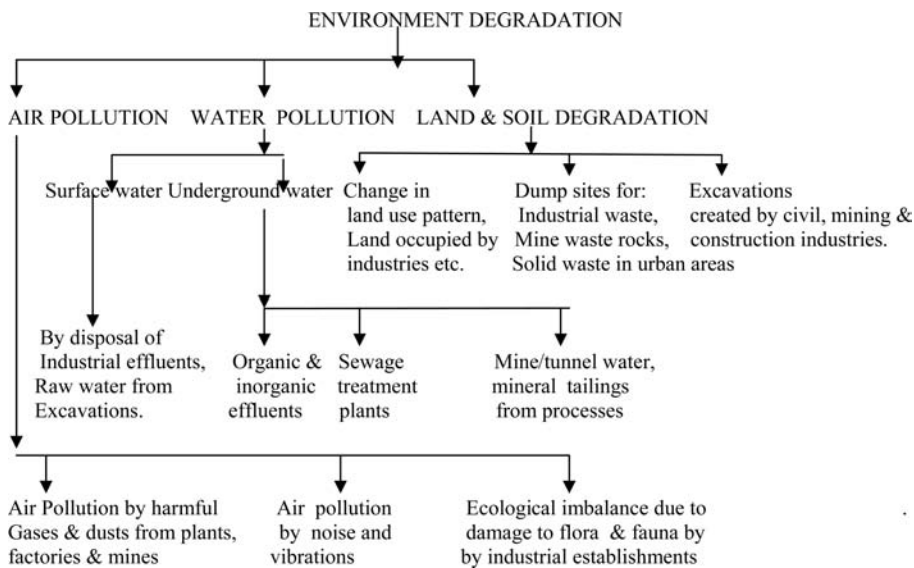 ENVIRONMENT DEGRADATION
AIR POLLUTION WATER POLLUTION LAND & SOIL DEGRADATION
Surface water Underground water
Change in
land use pattern,
Land occupied by
industries etc.
Dump sites for:
Industrial waste,
Mine waste rocks,
Solid waste in urban areas
Excavations
created by civil, mining &
construction industries.
By disposal of
Industrial effluents,
Raw water from
Excavations.
Organic &
inorganic
effluents
Sewage
treatment
plants
Mine/tunnel water,
mineral tailings
from processes
Air Pollution by harmful
Gases & dusts from plants,
factories & mines
Air pollution
by noise and
vibrations
Ecological imbalance due to
damage to flora & fauna by
by industrial establishments
.